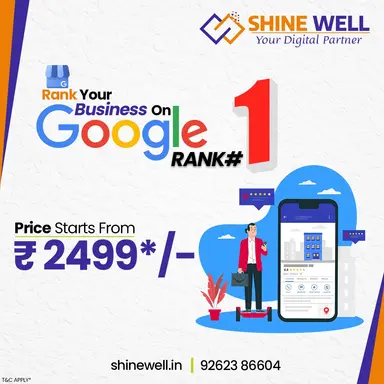 SHINE WELL
Your Digital Partner
Rank Your
Business On
Google
RANK# 1
Price Starts From
₹ 2499*/-
shinewell.in | 92623 86604
T&C APPLY*